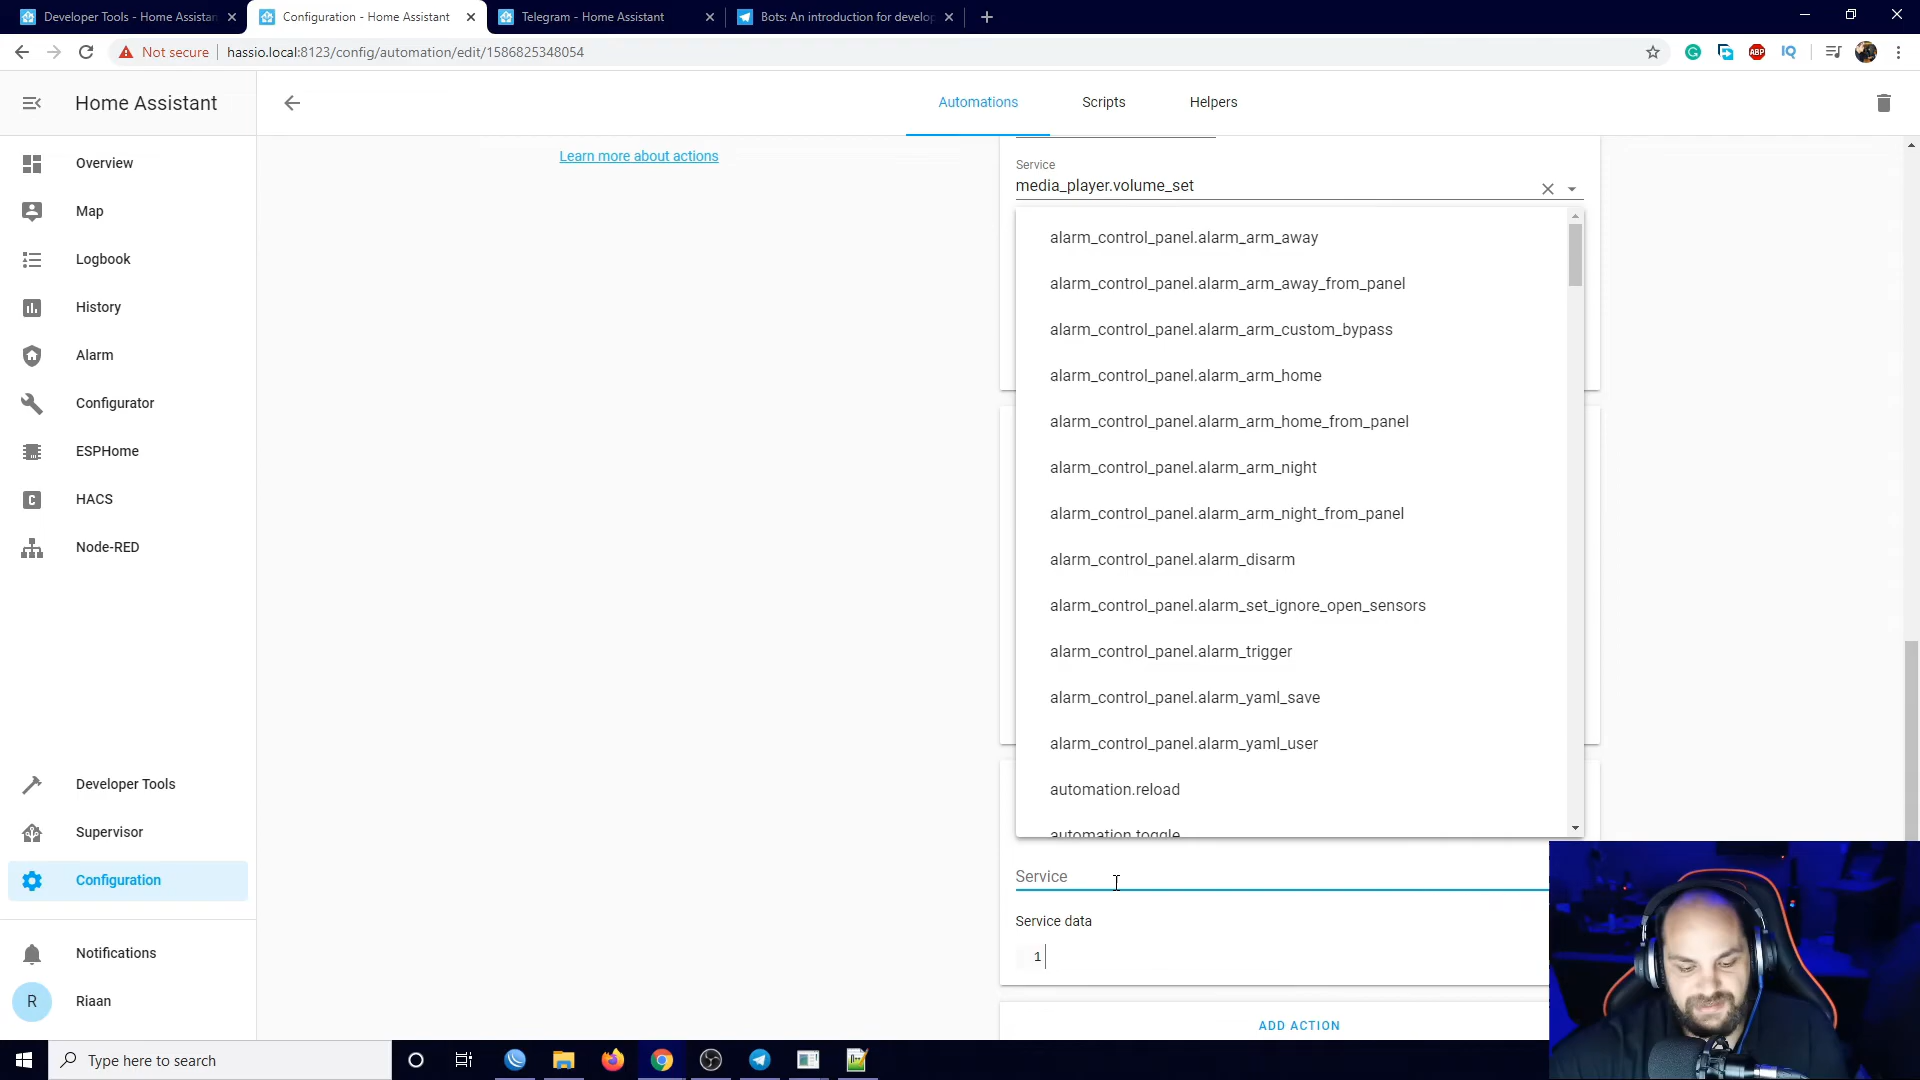 Developer Tools - Home Assistan
Configuration - Home Assistant
Telegram - Home Assistant
Bots: An introduction for develop
Not secure
hassio.local:8123/config/automation/edit/1586825348054
ABP
IQ
Home Assistant
Automations
Scripts
Helpers
Overview
Map
Logbook
History
Alarm
Configurator
ESPHome
C
HACS
Node-RED
Developer Tools
Supervisor
Configuration
Notifications
R
Riaan
Learn more about actions
Service
media_player.volume_set
alarm_control_panel.alarm_arm_away
alarm_control_panel.alarm_arm_away_from_panel
alarm_control_panel.alarm_arm_custom_bypass
alarm_control_panel.alarm_arm_home
alarm_control_panel.alarm_arm_home_from_panel
alarm_control_panel.alarm_arm_night
alarm_control_panel.alarm_arm_night_from_panel
alarm_control_panel.alarm_disarm
alarm_control_panel.alarm_set_ignore_open_sensors
alarm_control_panel.alarm_trigger
alarm_control_panel.alarm_yaml_save
alarm_control_panel.alarm_yaml_user
automation.reload
automation.toggle
Service
Service data
1
ADD ACTION
Type here to search